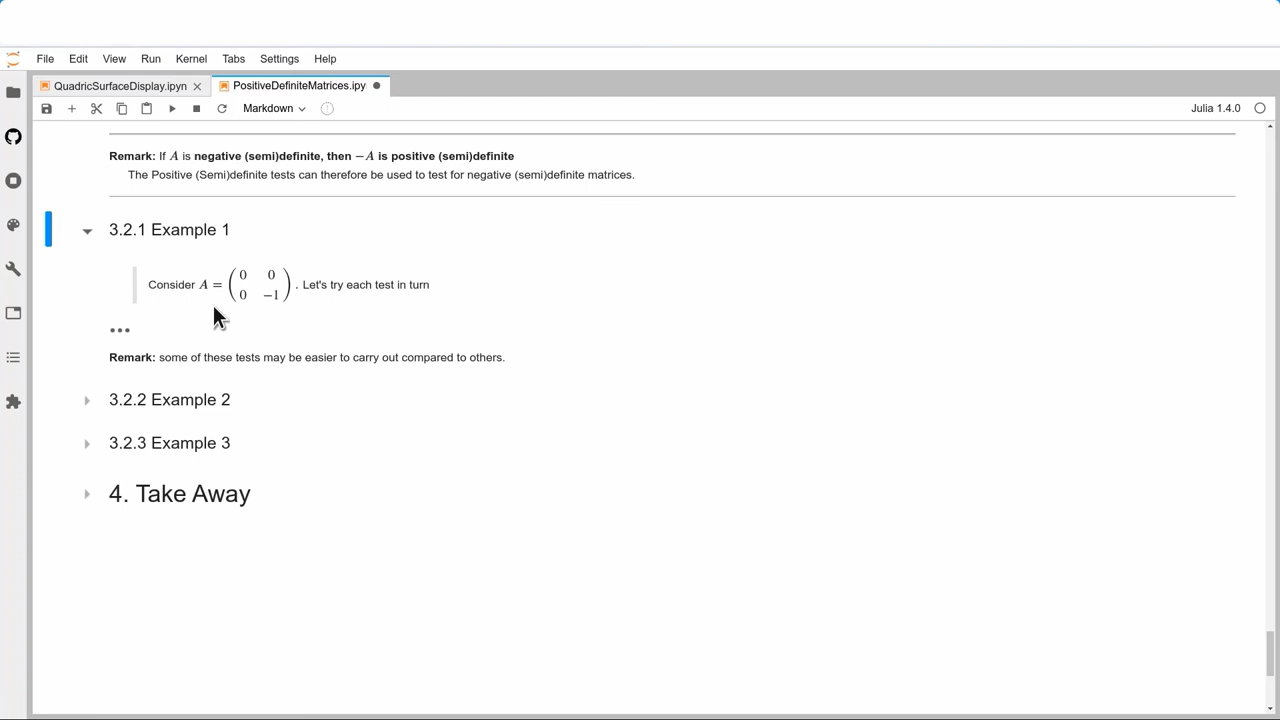 File Edit View Run Kernel Tabs Settings Help
QuadricSurfaceDisplay.ipyn PositiveDefiniteMatrices.ipy
Markdown Julia 1.4.0
Remark: If A is negative (semi)definite, then −A is positive (semi)definite
The Positive (Semi)definite tests can therefore be used to test for negative (semi)definite matrices.
3.2.1 Example 1
Consider A = ( 0 0
0 −1 ) . Let's try each test in turn
Remark: some of these tests may be easier to carry out compared to others.
3.2.2 Example 2
3.2.3 Example 3
4. Take Away